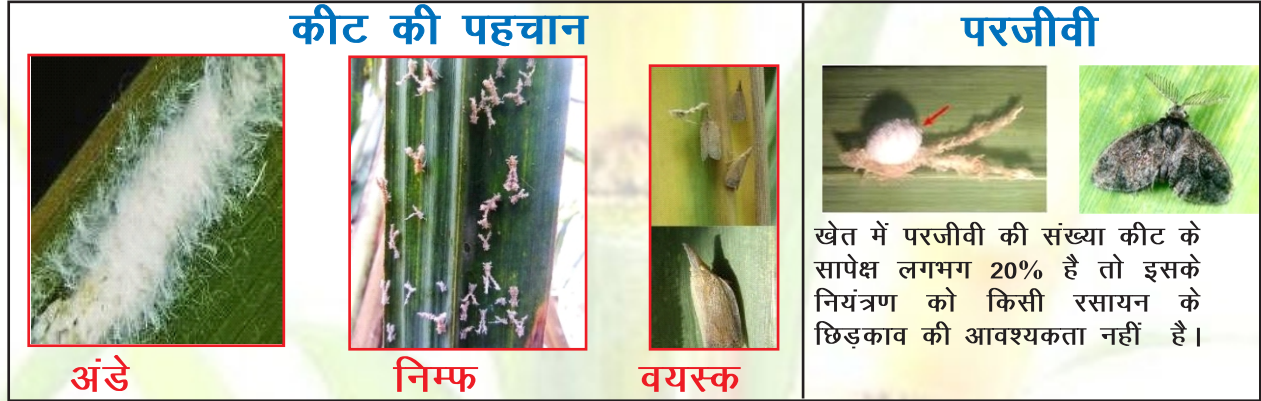 कीट की पहचान
अंडे
निम्फ
वयस्क
परजीवी
खेत में परजीवी की संख्या कीट के
सापेक्ष लगभग 20% है तो इसके
नियंत्रण को किसी रसायन के
छिड़काव की आवश्यकता नहीं है।